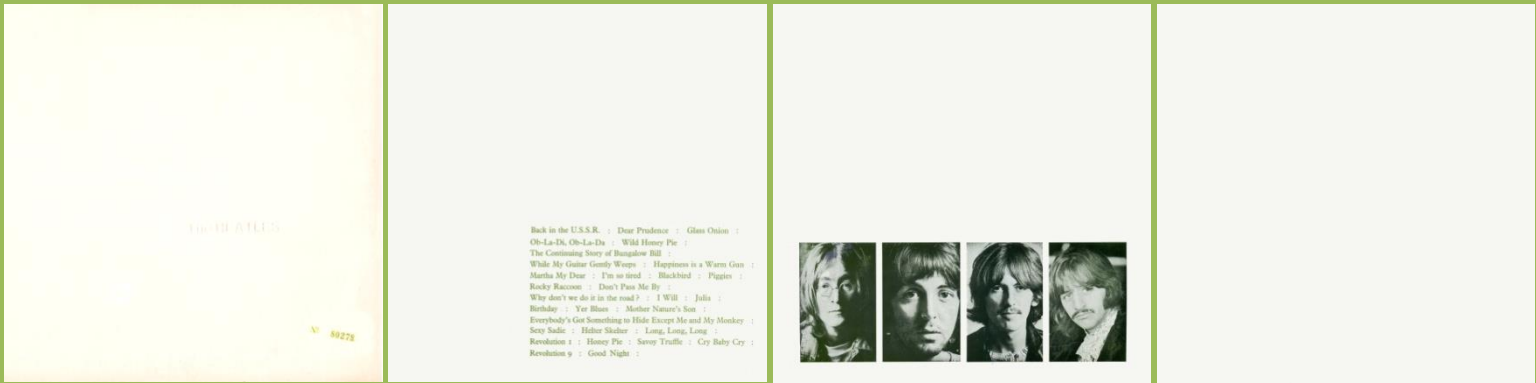 The BEATLES
Nº 80278
Back in the U.S.S.R. : Dear Prudence : Glass Onion :
Ob-La-Di, Ob-La-Da : Wild Honey Pie :
The Continuing Story of Bungalow Bill :
While My Guitar Gently Weeps : Happiness is a Warm Gun :
Martha My Dear : I'm so tired : Blackbird : Piggies :
Rocky Raccoon : Don't Pass Me By :
Why don't we do it in the road? : I Will : Julia :
Birthday : Yer Blues : Mother Nature's Son :
Everybody's Got Something to Hide Except Me and My Monkey :
Sexy Sadie : Helter Skelter : Long, Long, Long :
Revolution 1 : Honey Pie : Savoy Truffle : Cry Baby Cry :
Revolution 9 : Good Night :